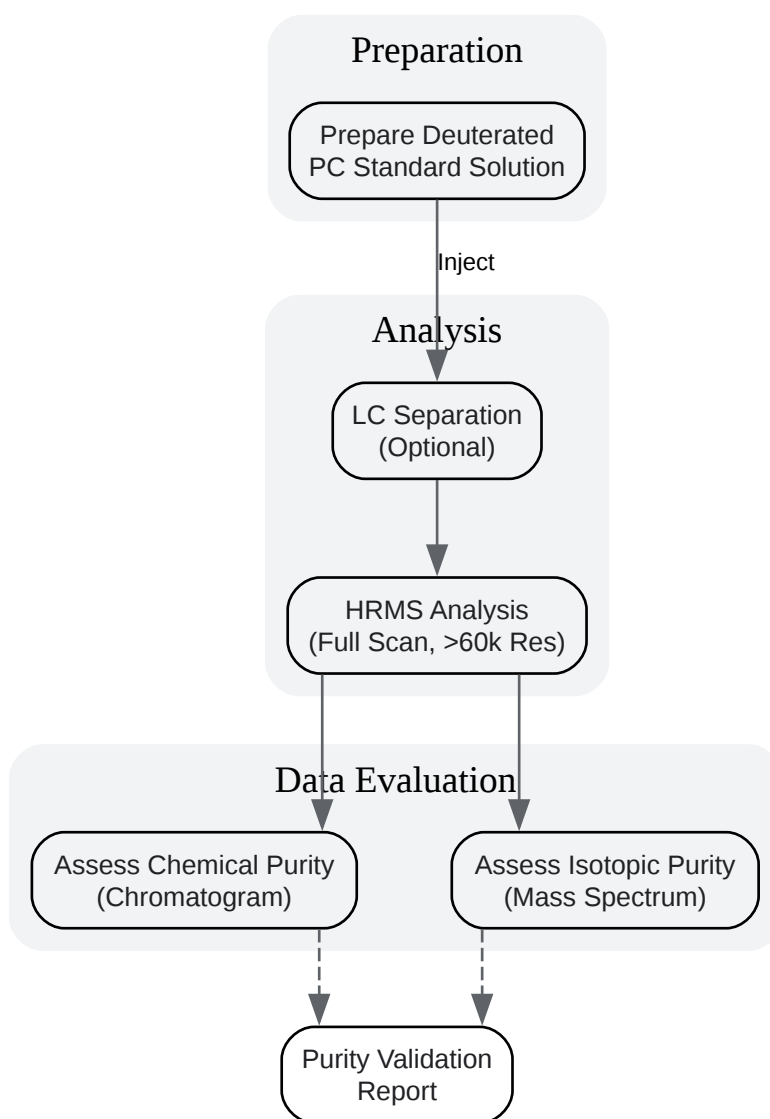 Preparation
Prepare Deuterated
PC Standard Solution
Inject
Analysis
LC Separation
(Optional)
HRMS Analysis
(Full Scan, >60k Res)
Data Evaluation
Assess Chemical Purity
(Chromatogram)
Assess Isotopic Purity
(Mass Spectrum)
Purity Validation
Report